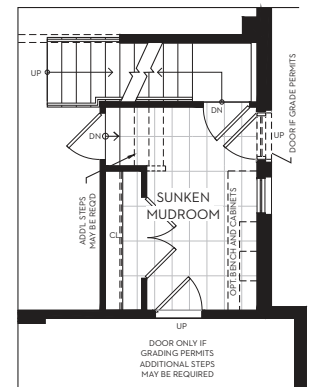 UP
DN
DN
UP
DOOR IF GRADE PERMITS
ADD'L STEPS
MAY BE REQ'D
SUNKEN
MUDROOM
CL
OPT. BENCH AND CABINETS
UP
DOOR ONLY IF
GRADING PERMITS
ADDITIONAL STEPS
MAY BE REQUIRED